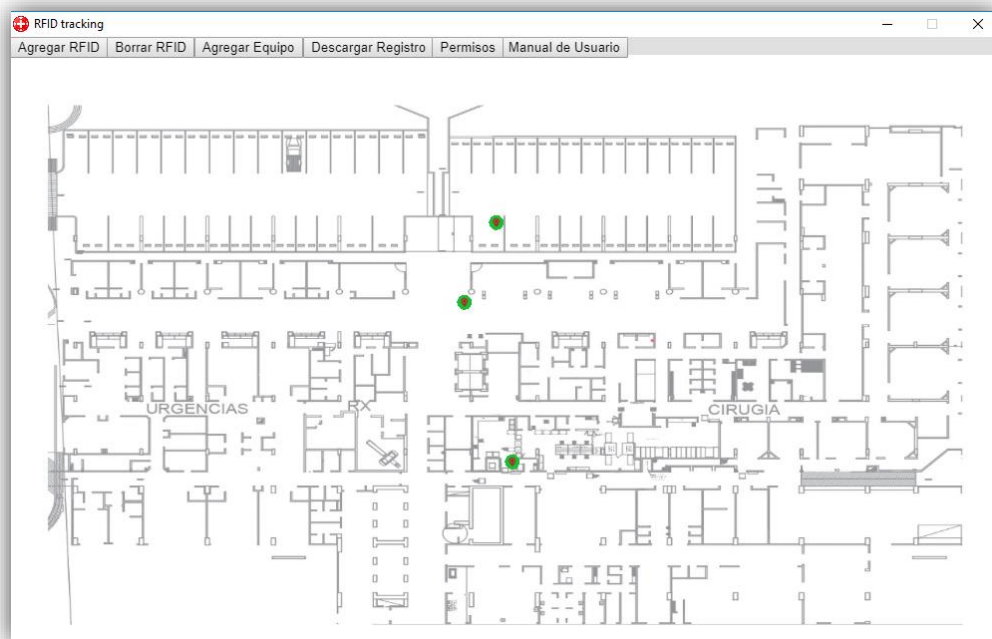 RFID tracking
Agregar RFID Borrar RFID Agregar Equipo Descargar Registro Permisos Manual de Usuario
URGENCIAS
RX
CIRUGIA